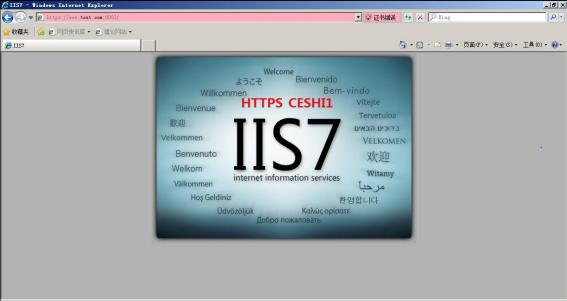 IIS7 - Windows Internet Explorer
https://www.test.com:8083/
证书错误
Bing
收藏夹
网页快讯库
建议网站
IIS7
页面(P)
安全(S)
工具(O)
Welcome
ようこそ
Bienvenido
Willkommen
Bem-vindo
HTTPS CESHI1
Vítejte
Bienvenue
Tervetuloa
歡迎
ברוכים הבאים
Velkommen
VELKOMEN
IIS7
Benvenuto
欢迎
Welkom
Witamy
internet information services
Välkommen
مرحباً
Hoş Geldiniz
환영합니다
Üdvözöljük
Καλώς ορίσατε
Добро пожаловать